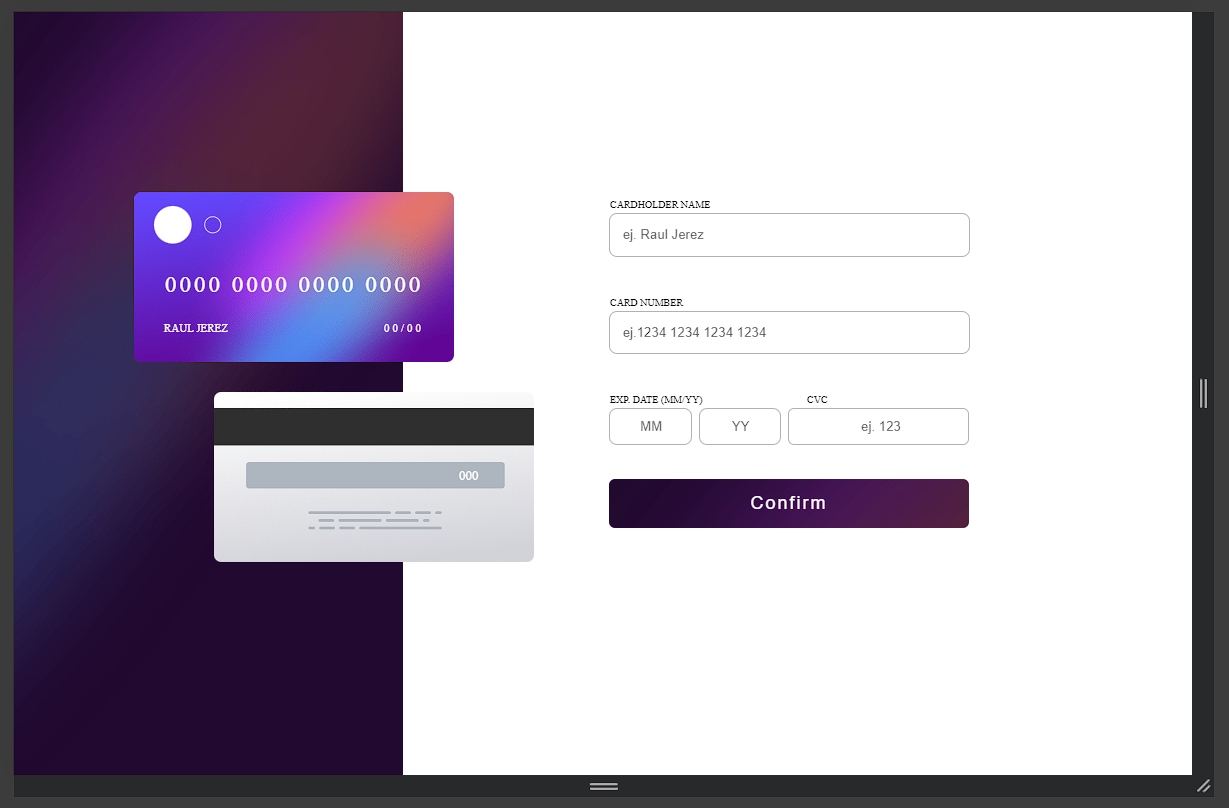 0000 0000 0000 0000
RAUL JEREZ 00/00
000
CARDHOLDER NAME
ej. Raul Jerez
CARD NUMBER
ej.1234 1234 1234 1234
EXP. DATE (MM/YY) CVC
MM YY ej. 123
Confirm